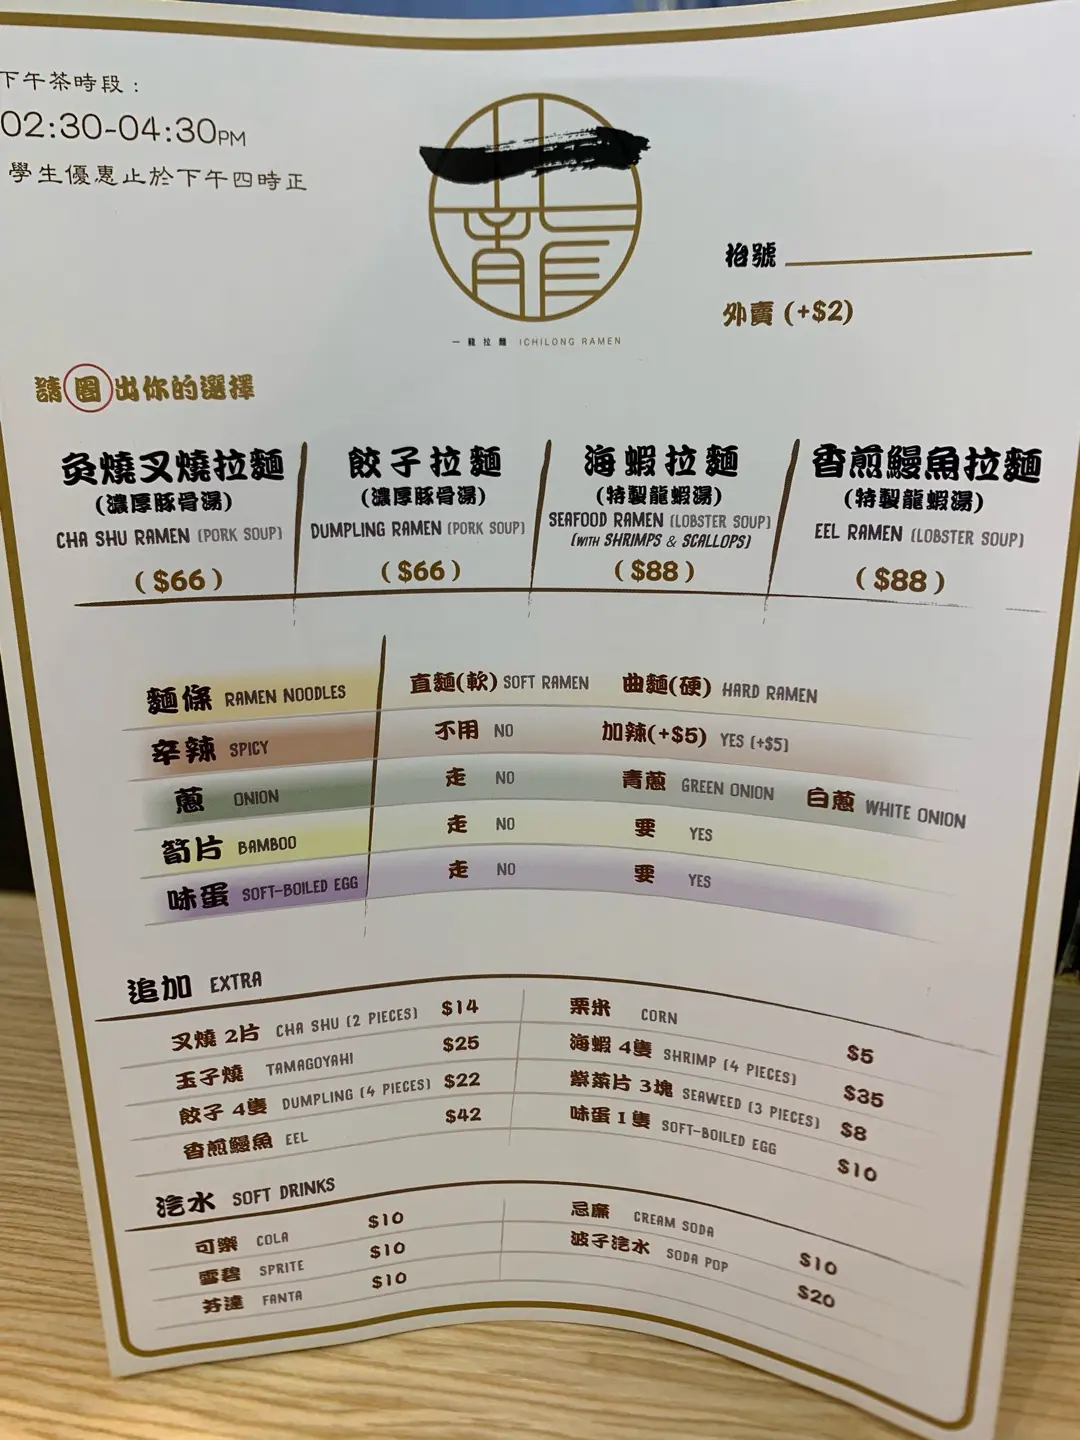 下午茶時段：
02:30-04:30PM
學生優惠止於下午四時正
一龍拉麵 ICHILONG RAMEN
枱號
外賣 (+$2)
請圈出你的選擇
炙燒叉燒拉麵
(濃厚豚骨湯)
CHA SHU RAMEN (PORK SOUP)
($66)
餃子拉麵
(濃厚豚骨湯)
DUMPLING RAMEN (PORK SOUP)
($66)
海蝦拉麵
(特製龍蝦湯)
SEAFOOD RAMEN (LOBSTER SOUP)
(WITH SHRIMPS & SCALLOPS)
($88)
香煎鰻魚拉麵
(特製龍蝦湯)
EEL RAMEN (LOBSTER SOUP)
($88)
麵條 RAMEN NOODLES 直麵(軟) SOFT RAMEN 曲麵(硬) HARD RAMEN
辛辣 SPICY 不用 NO 加辣(+$5) YES (+$5)
蔥 ONION 走 NO 青蔥 GREEN ONION 白蔥 WHITE ONION
筍片 BAMBOO 走 NO 要 YES
味蛋 SOFT-BOILED EGG 走 NO 要 YES
追加 EXTRA
叉燒 2片 CHA SHU (2 PIECES) $14
玉子燒 TAMAGOYAHI $25
餃子 4隻 DUMPLING (4 PIECES) $22
香煎鰻魚 EEL $42
粟米 CORN $5
海蝦 4隻 SHRIMP (4 PIECES) $35
紫菜片 3塊 SEAWEED (3 PIECES) $8
味蛋 1隻 SOFT-BOILED EGG $10
汽水 SOFT DRINKS
可樂 COLA $10
雪碧 SPRITE $10
芬達 FANTA $10
忌廉 CREAM SODA $10
波子汽水 SODA POP $20